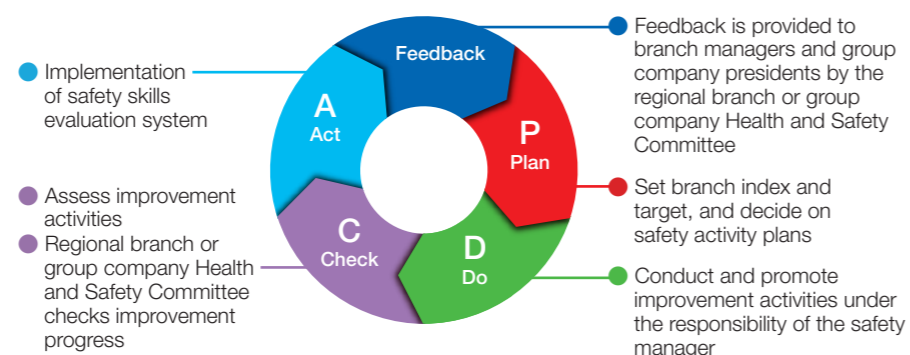 Feedback
Feedback is provided to
branch managers and group
company presidents by the
regional branch or group
company Health and Safety
Committee
P
Plan
Set branch index and
target, and decide on
safety activity plans
D
Do
Conduct and promote
improvement activities under
the responsibility of the safety
manager
C
Check
Assess improvement
activities
Regional branch or
group company Health
and Safety Committee
checks improvement
progress
A
Act
Implementation
of safety skills
evaluation system